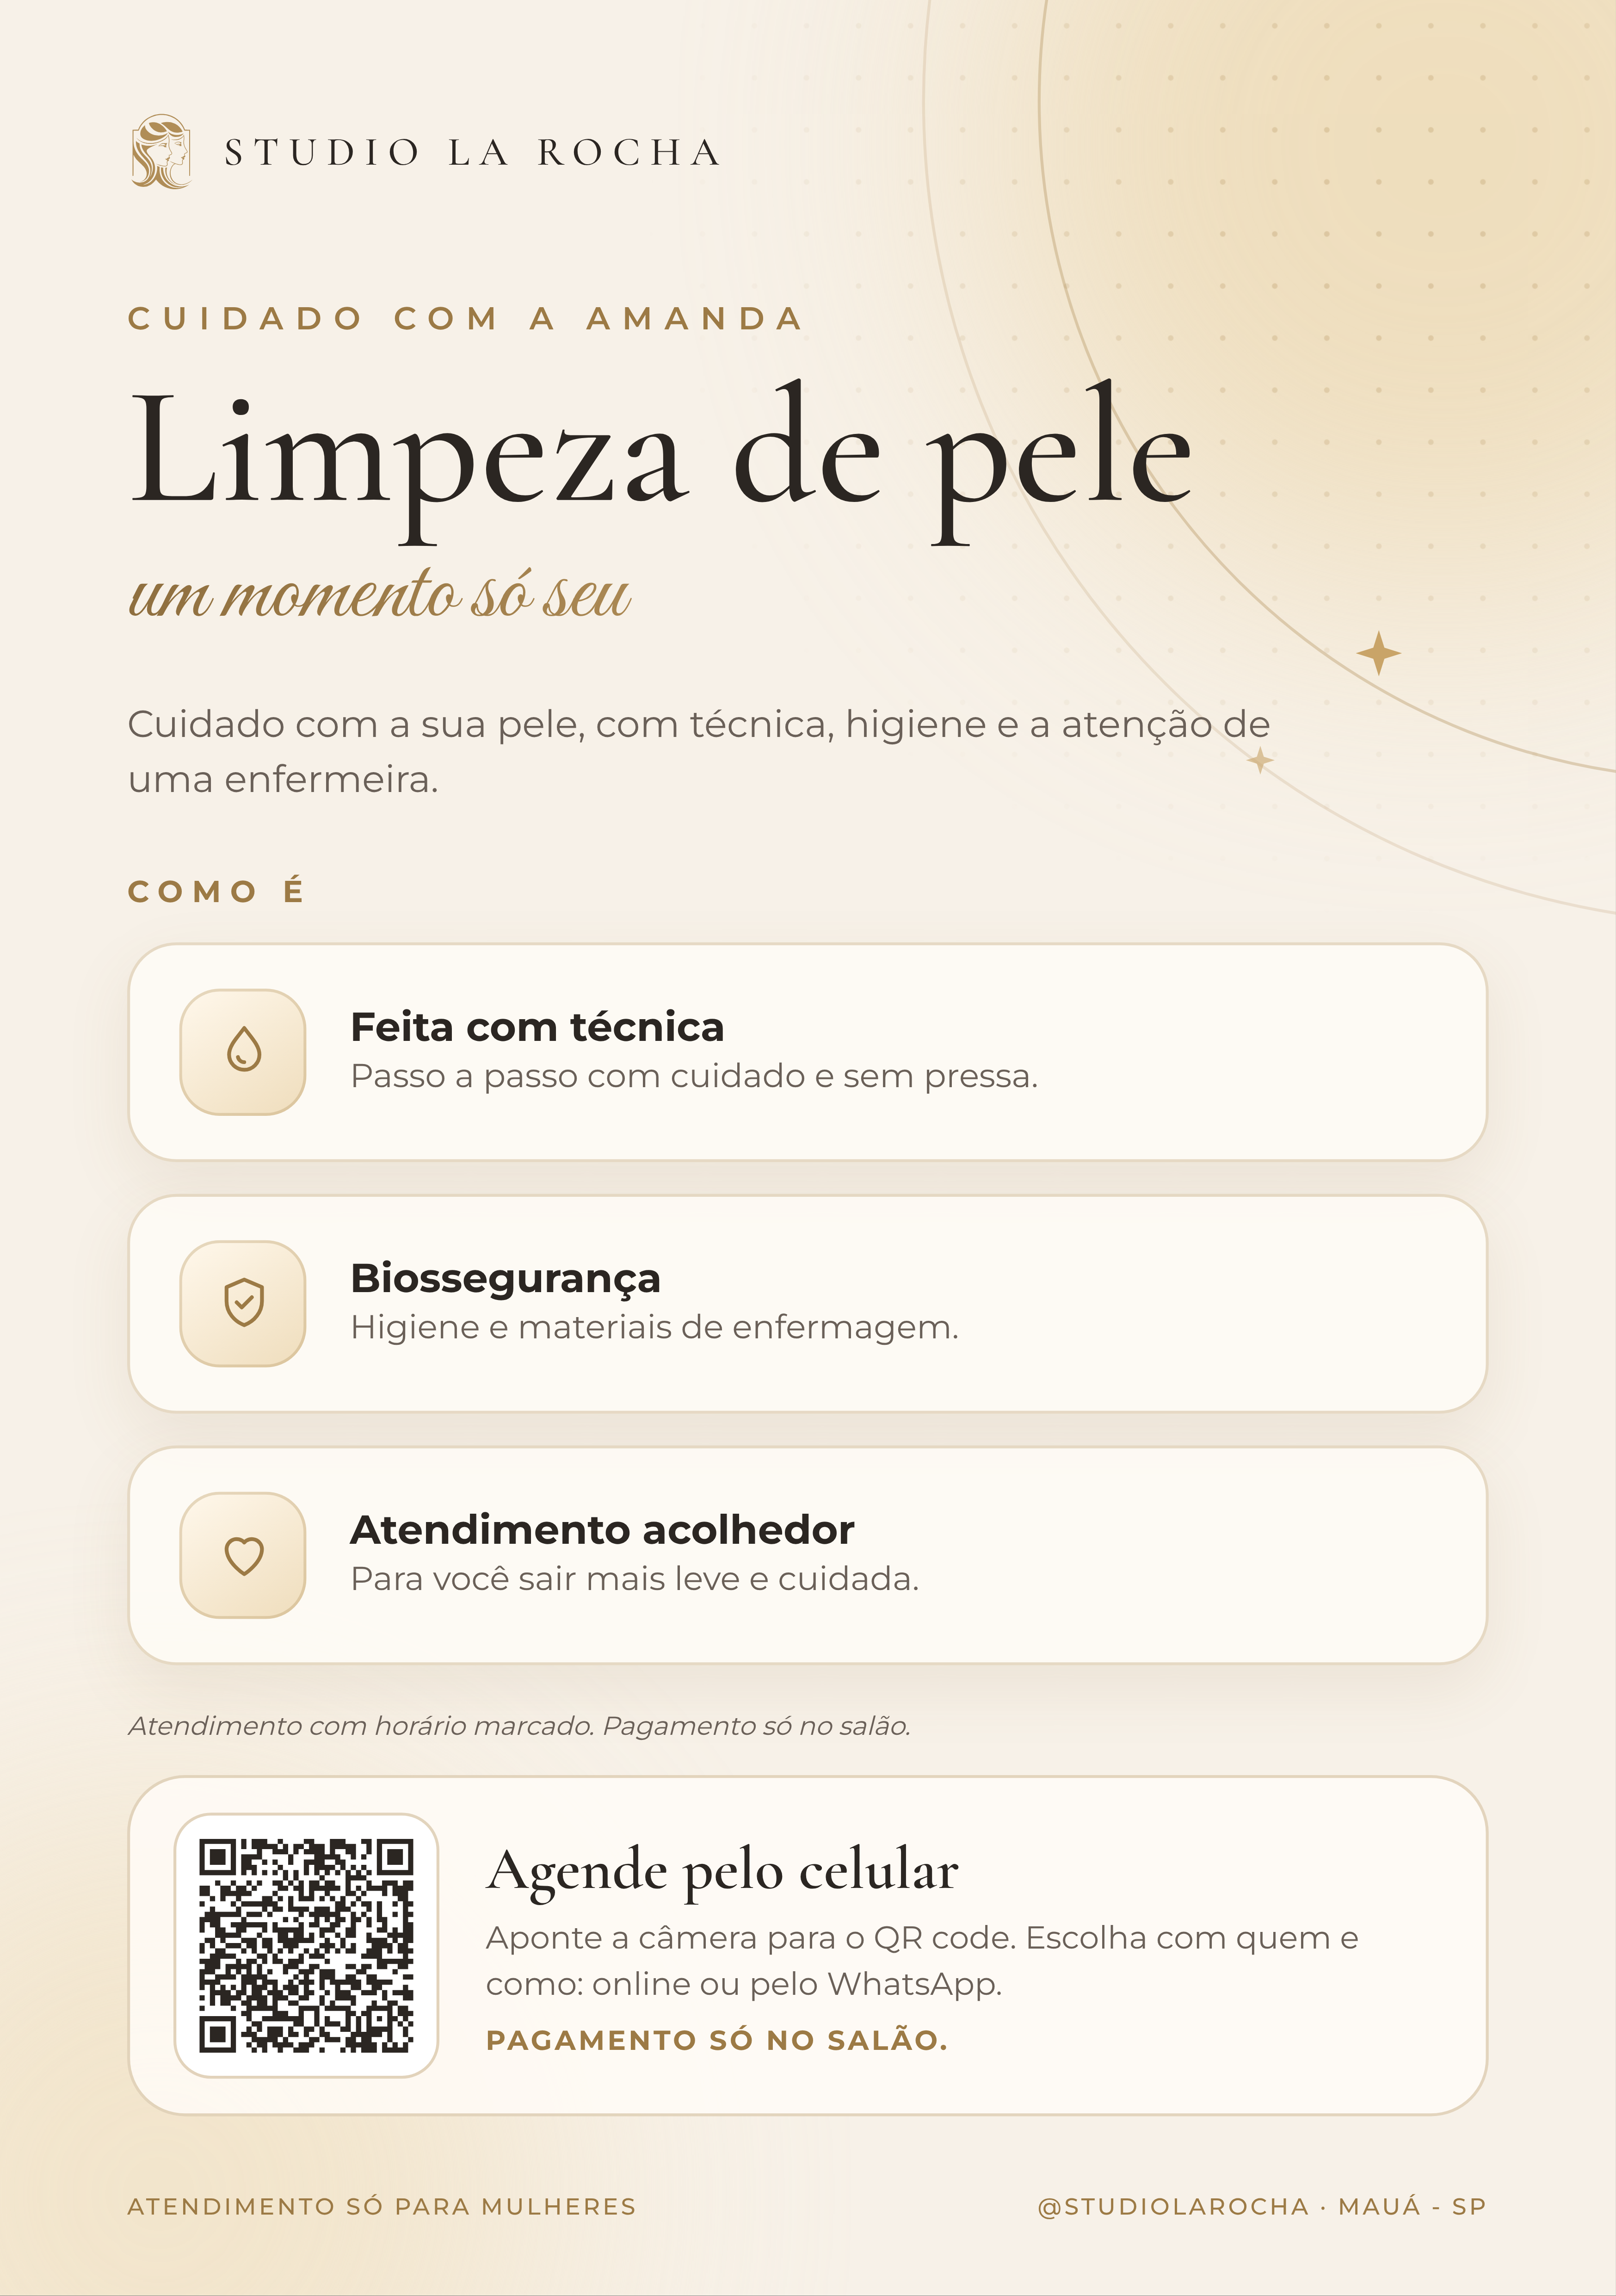 STUDIO LA ROCHA
CUIDADO COM A AMANDA
Limpeza de pele
um momento só seu
Cuidado com a sua pele, com técnica, higiene e a atenção de
uma enfermeira.
COMO É
Feita com técnica
Passo a passo com cuidado e sem pressa.
Biossegurança
Higiene e materiais de enfermagem.
Atendimento acolhedor
Para você sair mais leve e cuidada.
Atendimento com horário marcado. Pagamento só no salão.
Agende pelo celular
Aponte a câmera para o QR code. Escolha com quem e
como: online ou pelo WhatsApp.
PAGAMENTO SÓ NO SALÃO.
ATENDIMENTO SÓ PARA MULHERES
@STUDIOLAROCHA · MAUÁ - SP